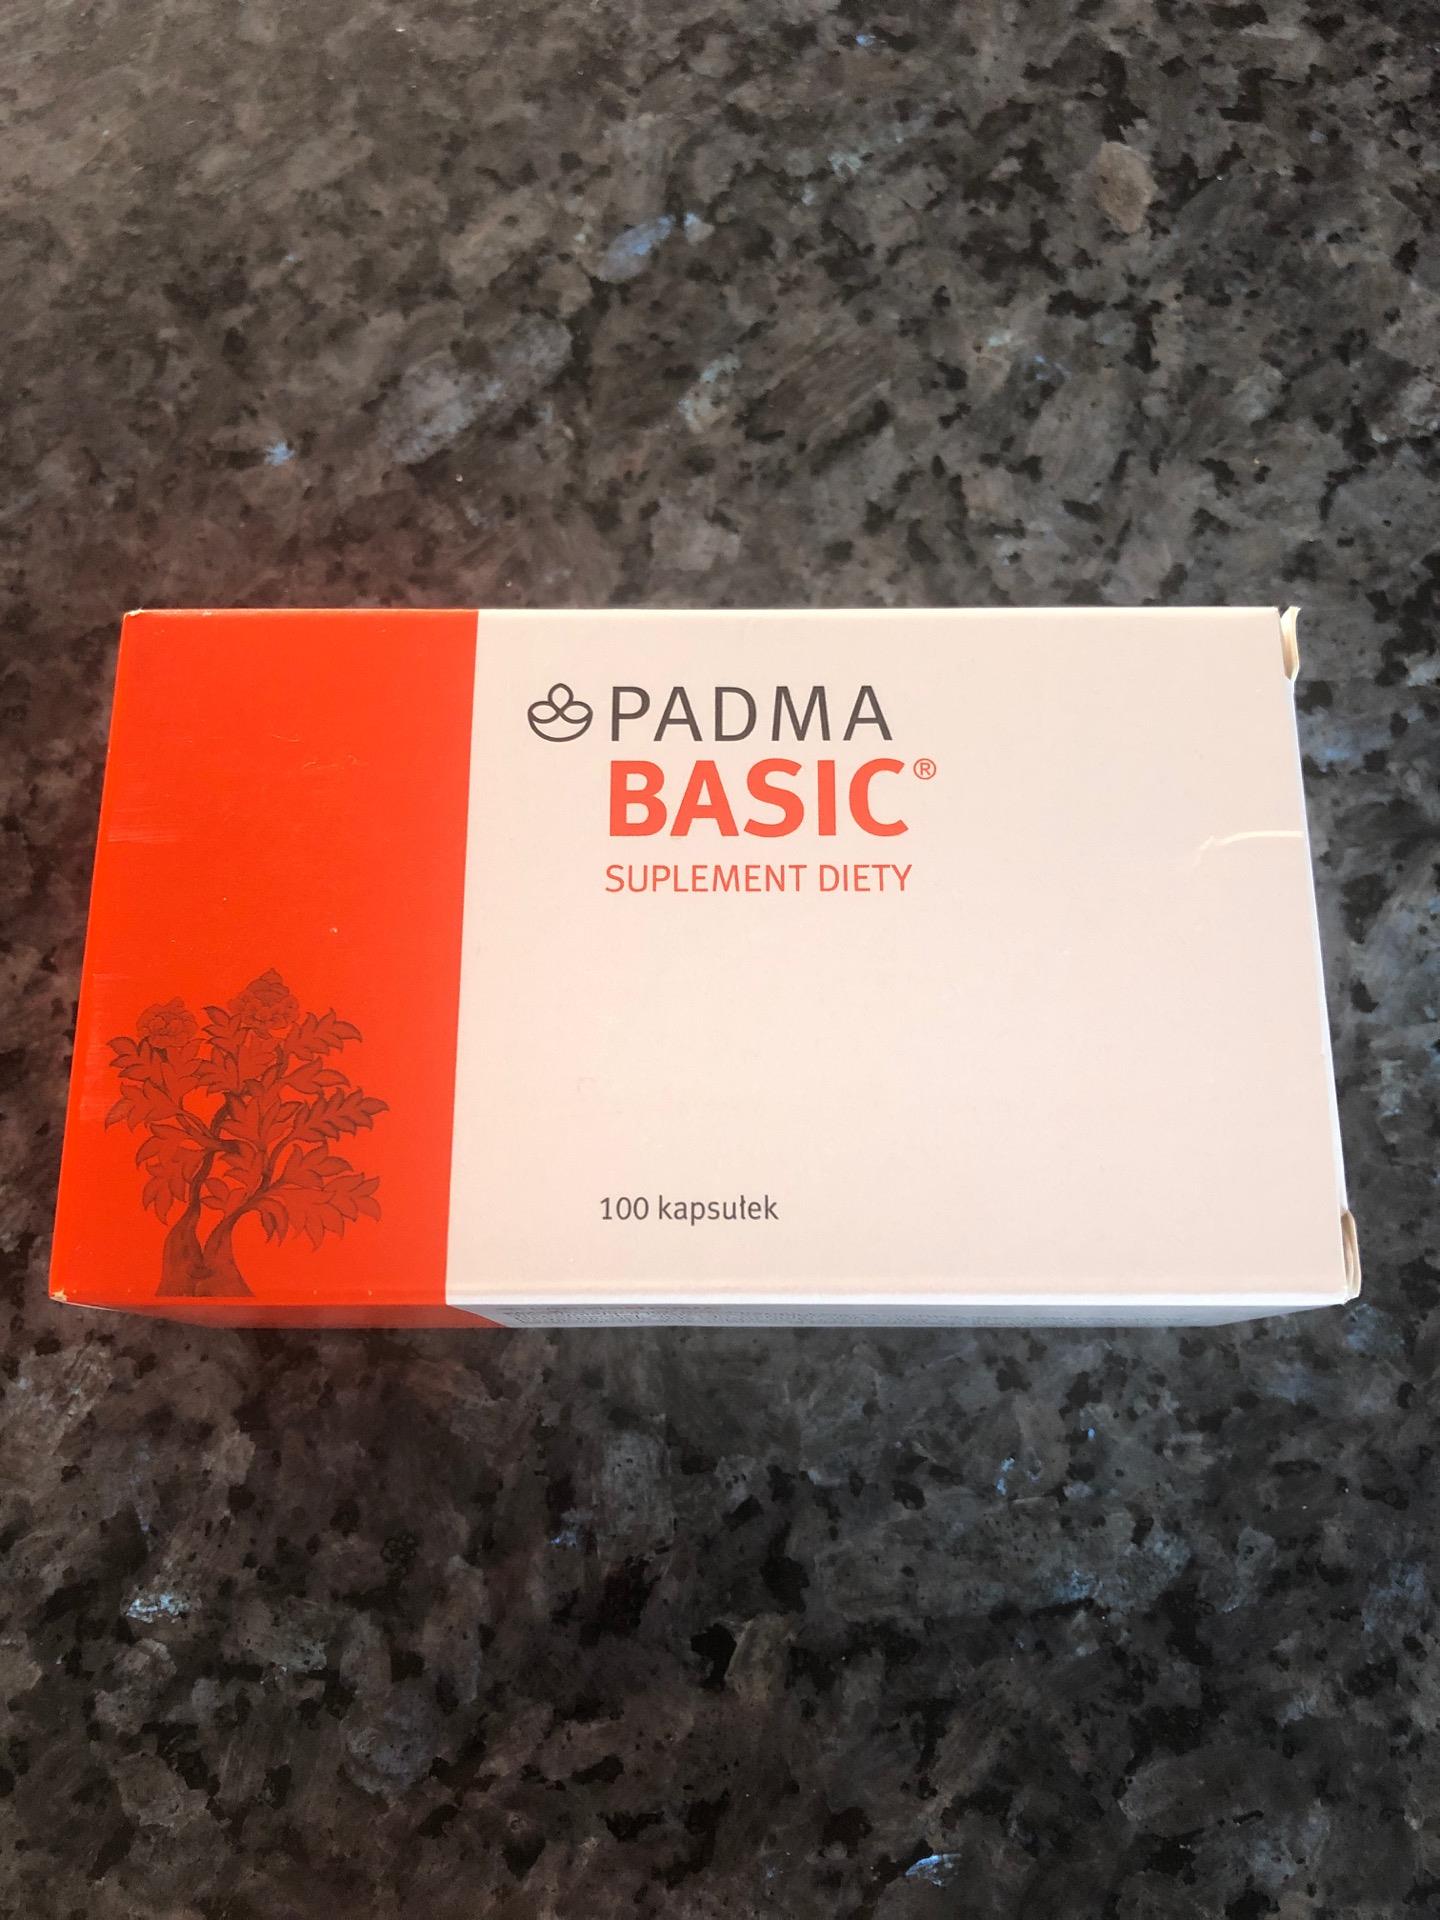 PADMA
BASIC®
SUPLEMENT DIETY
100 kapsułek